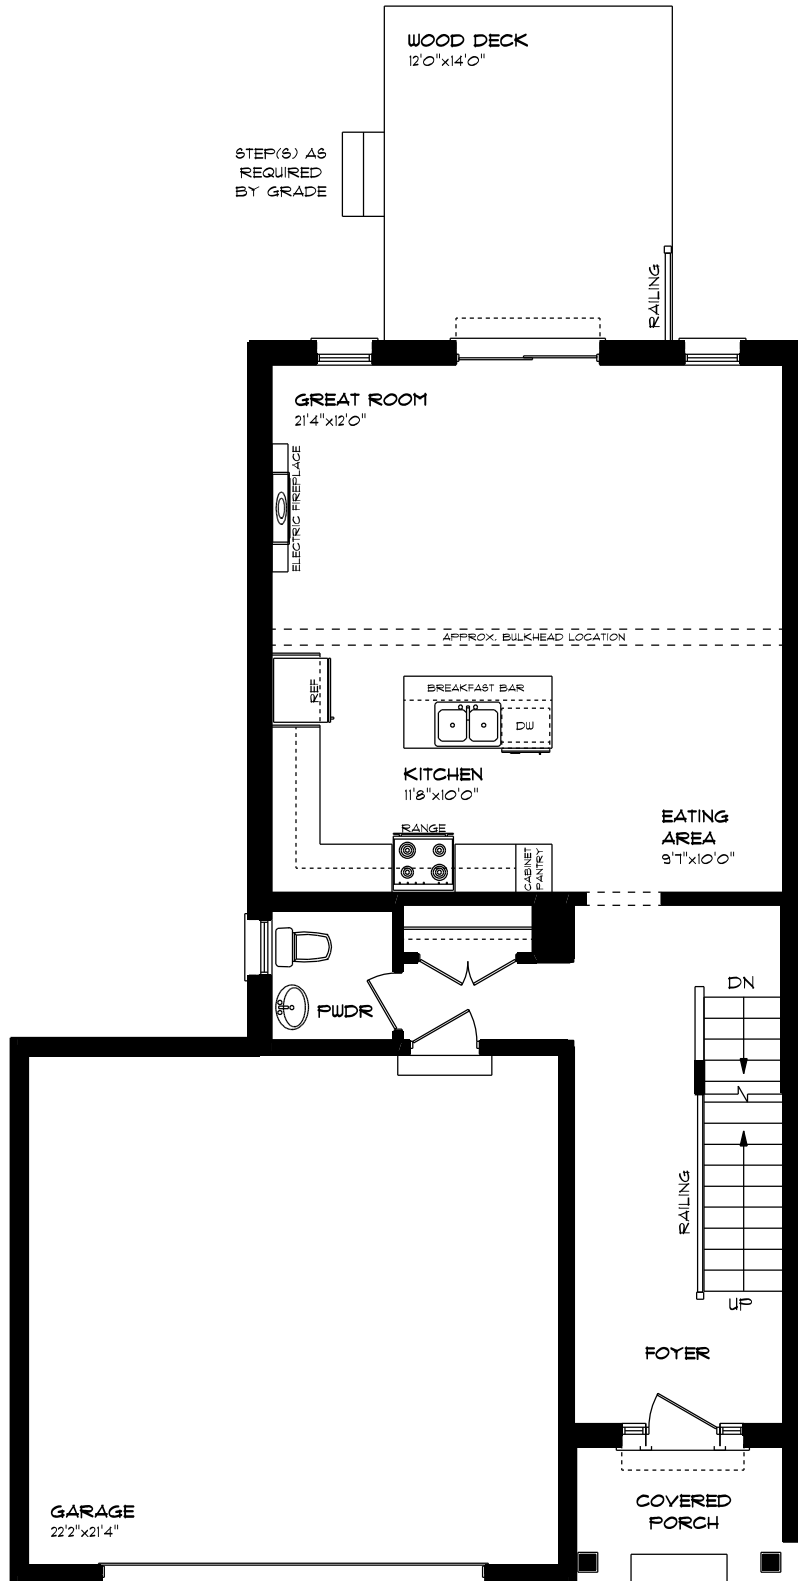 WOOD DECK
12'0"x14'0"
STEP(S) AS
REQUIRED
BY GRADE
RAILING
GREAT ROOM
21'4"x12'0"
ELECTRIC FIREPLACE
APPROX. BULKHEAD LOCATION
REF
BREAKFAST BAR
DW
KITCHEN
11'8"x10'0"
EATING
AREA
9'7"x10'0"
RANGE
CABINET
PANTRY
PWDR
DN
RAILING
UP
FOYER
GARAGE
22'2"x21'4"
COVERED
PORCH